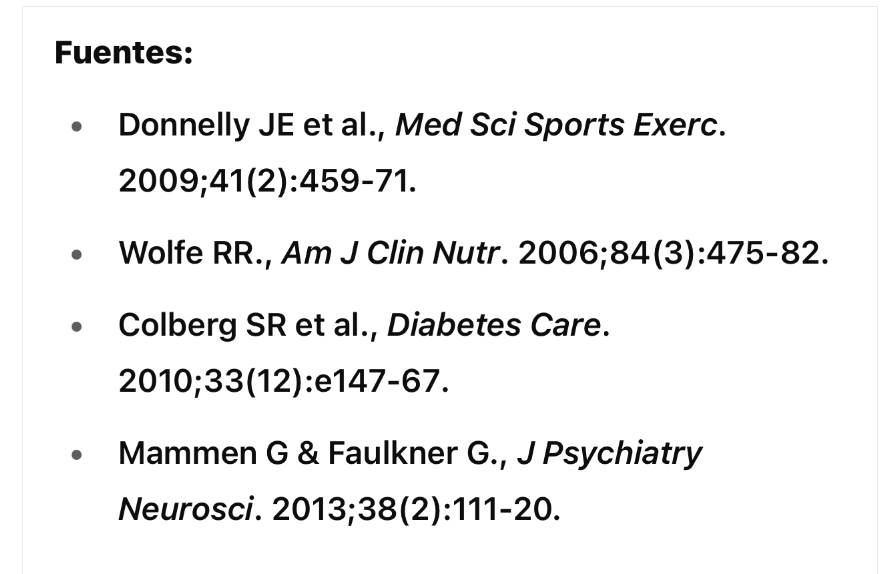 Fuentes:
Donnelly JE et al., Med Sci Sports Exerc.
2009;41(2):459-71.
Wolfe RR., Am J Clin Nutr. 2006;84(3):475-82.
Colberg SR et al., Diabetes Care.
2010;33(12):e147-67.
Mammen G & Faulkner G., J Psychiatry
Neurosci. 2013;38(2):111-20.